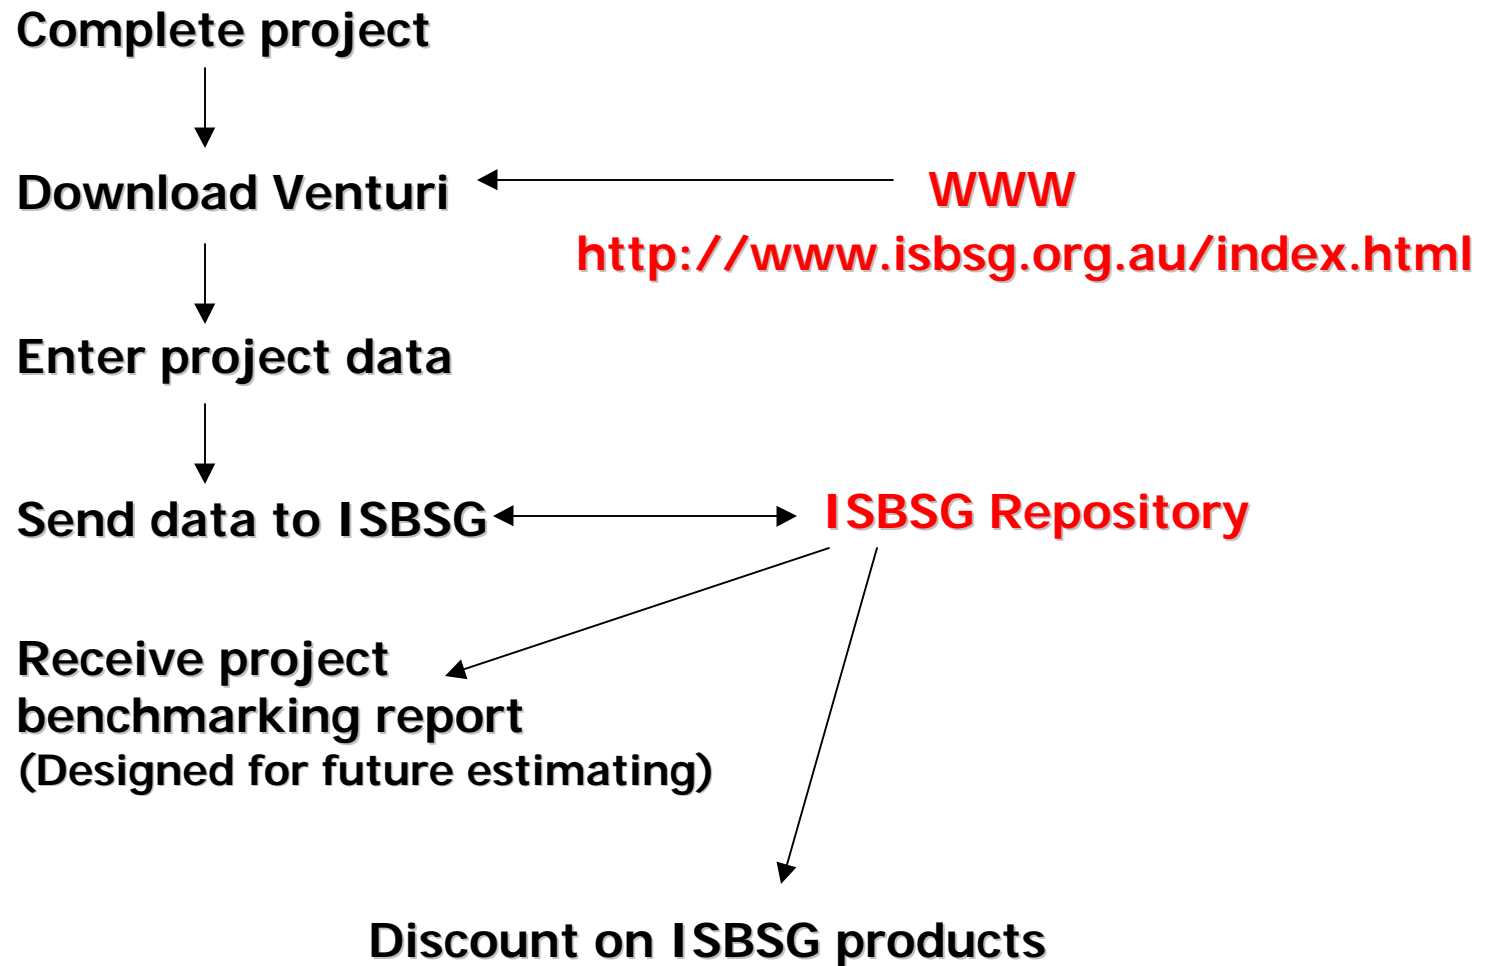 Complete project
Download Venturi
WWW
http://www.isbsg.org.au/index.html
Enter project data
Send data to ISBSG
ISBSG Repository
Receive project
benchmarking report
(Designed for future estimating)
Discount on ISBSG products